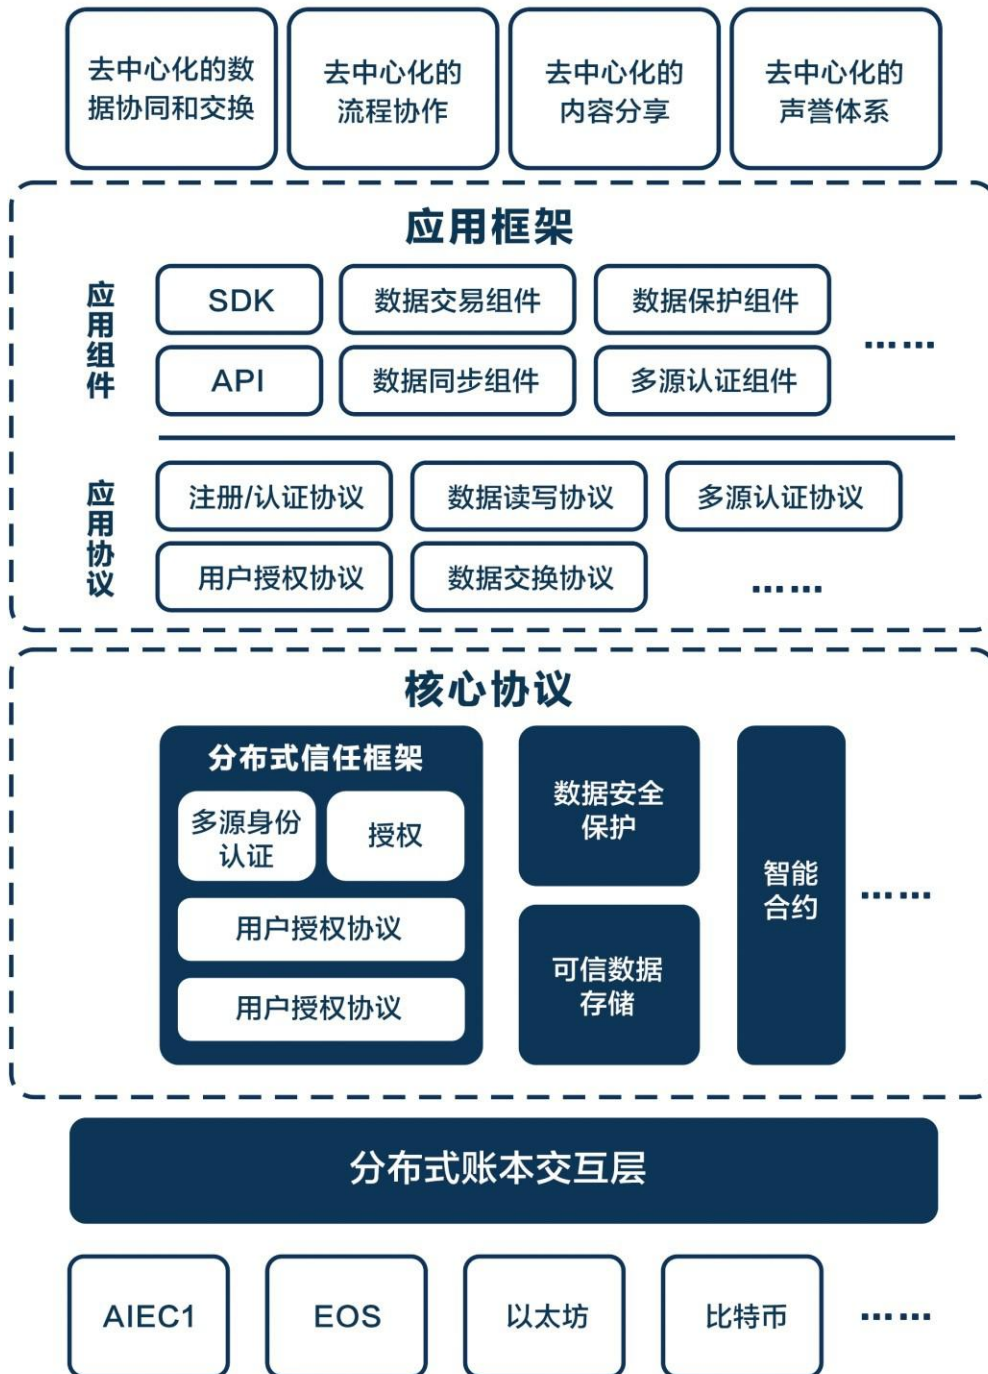 去中心化的数
据协同和交换
去中心化的
流程协作
去中心化的
内容分享
去中心化的
声誉体系
应用框架
应用组件
SDK
数据交易组件
数据保护组件
API
数据同步组件
多源认证组件
……
应用协议
注册/认证协议
数据读写协议
多源认证协议
用户授权协议
数据交换协议
……
核心协议
分布式信任框架
多源身份
认证
授权
用户授权协议
用户授权协议
数据安全
保护
可信数据
存储
智能
合约
……
分布式账本交互层
AIEC1
EOS
以太坊
比特币
……